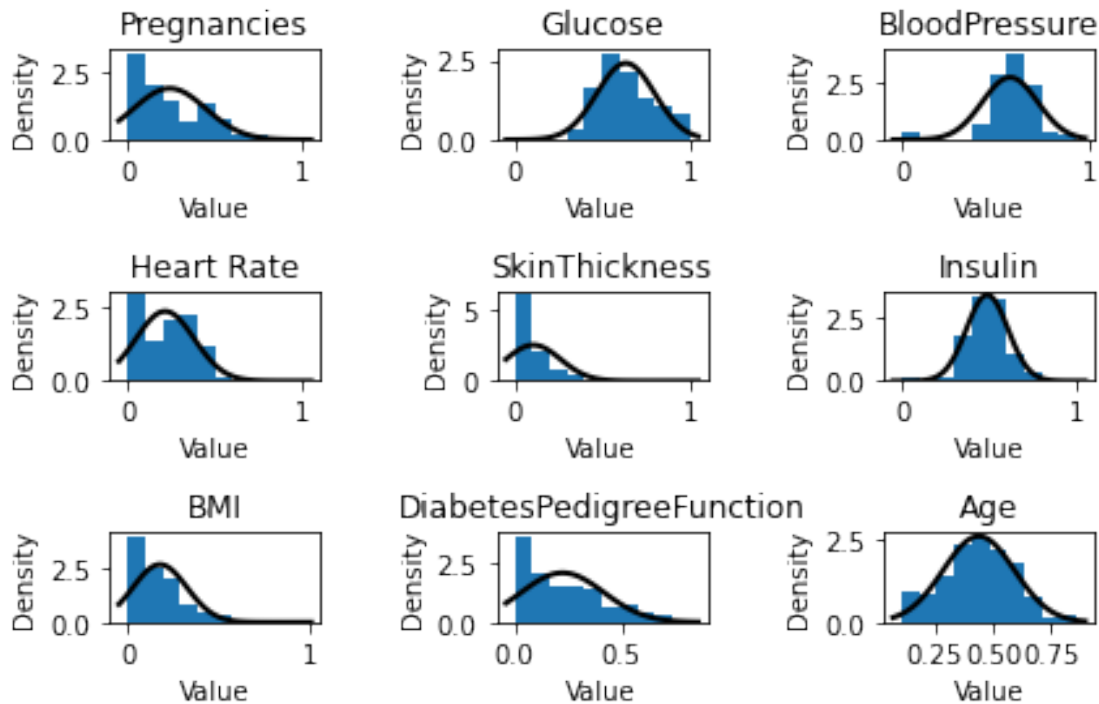 Pregnancies
Density
2.5
0.0
0 1
Value
Glucose
Density
2.5
0.0
0 1
Value
BloodPressure
Density
2.5
0.0
0 1
Value
Heart Rate
Density
2.5
0.0
0 1
Value
SkinThickness
Density
5
0
0 1
Value
Insulin
Density
2.5
0.0
0 1
Value
BMI
Density
2.5
0.0
0 1
Value
DiabetesPedigreeFunction
Density
2.5
0.0
0.0 0.5
Value
Age
Density
2.5
0.0
0.25 0.50 0.75
Value